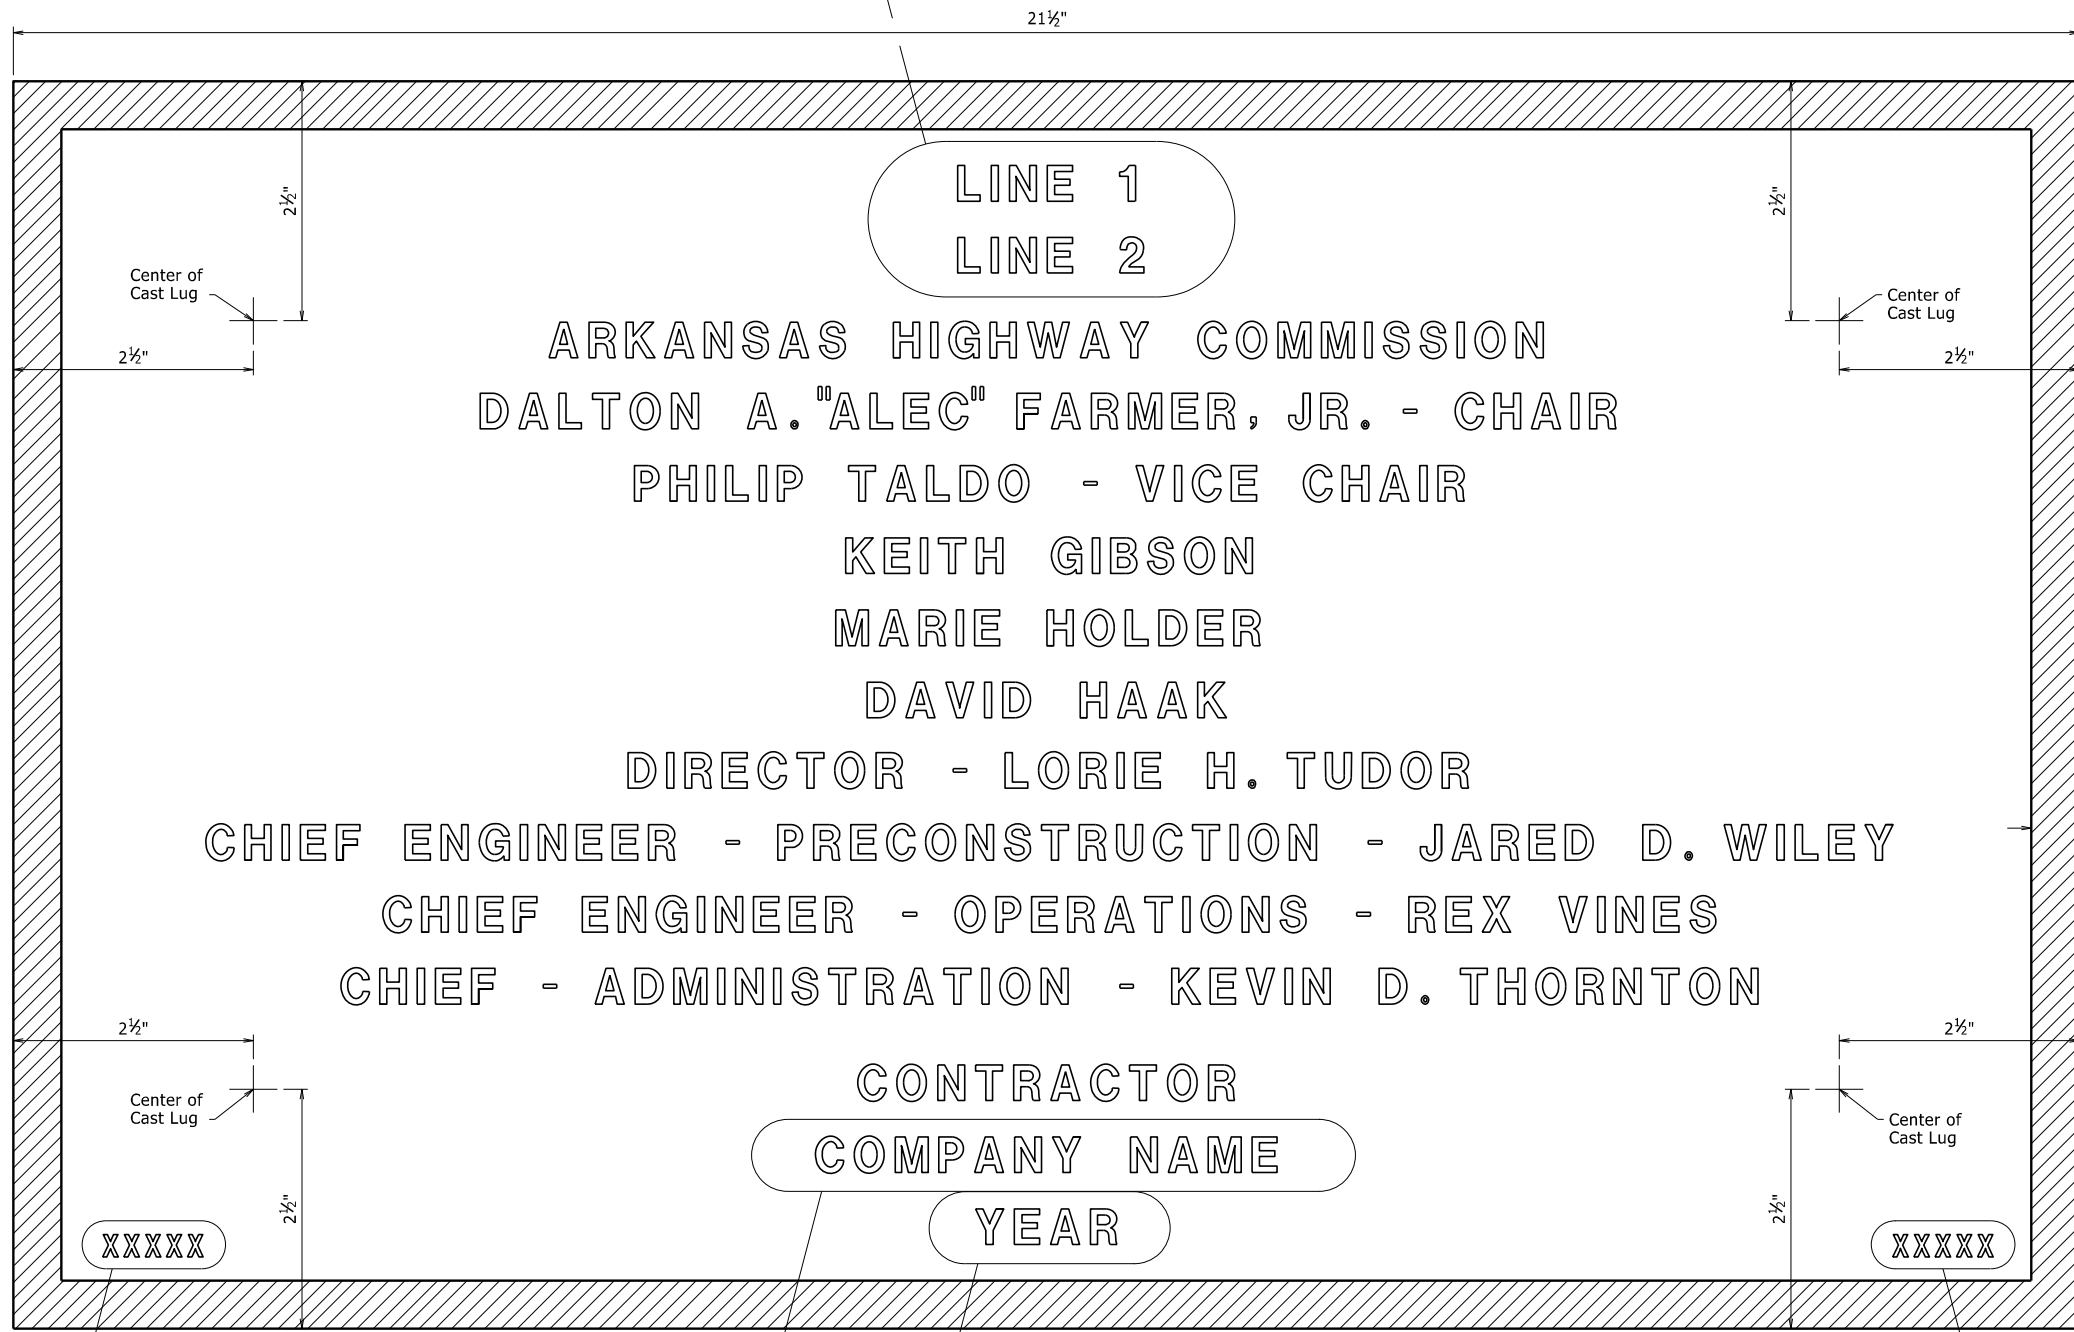 21½"
2½"
2½"
LINE 1
LINE 2
Center of
Cast Lug
Center of
Cast Lug
2½"
2½"
ARKANSAS HIGHWAY COMMISSION
DALTON A. "ALEC" FARMER, JR. - CHAIR
PHILIP TALDO - VICE CHAIR
KEITH GIBSON
MARIE HOLDER
DAVID HAAK
DIRECTOR - LORIE H. TUDOR
CHIEF ENGINEER - PRECONSTRUCTION - JARED D. WILEY
CHIEF ENGINEER - OPERATIONS - REX VINES
CHIEF - ADMINISTRATION - KEVIN D. THORNTON
2½"
2½"
Center of
Cast Lug
Center of
Cast Lug
CONTRACTOR
COMPANY NAME
2½"
2½"
YEAR
XXXXX
XXXXX